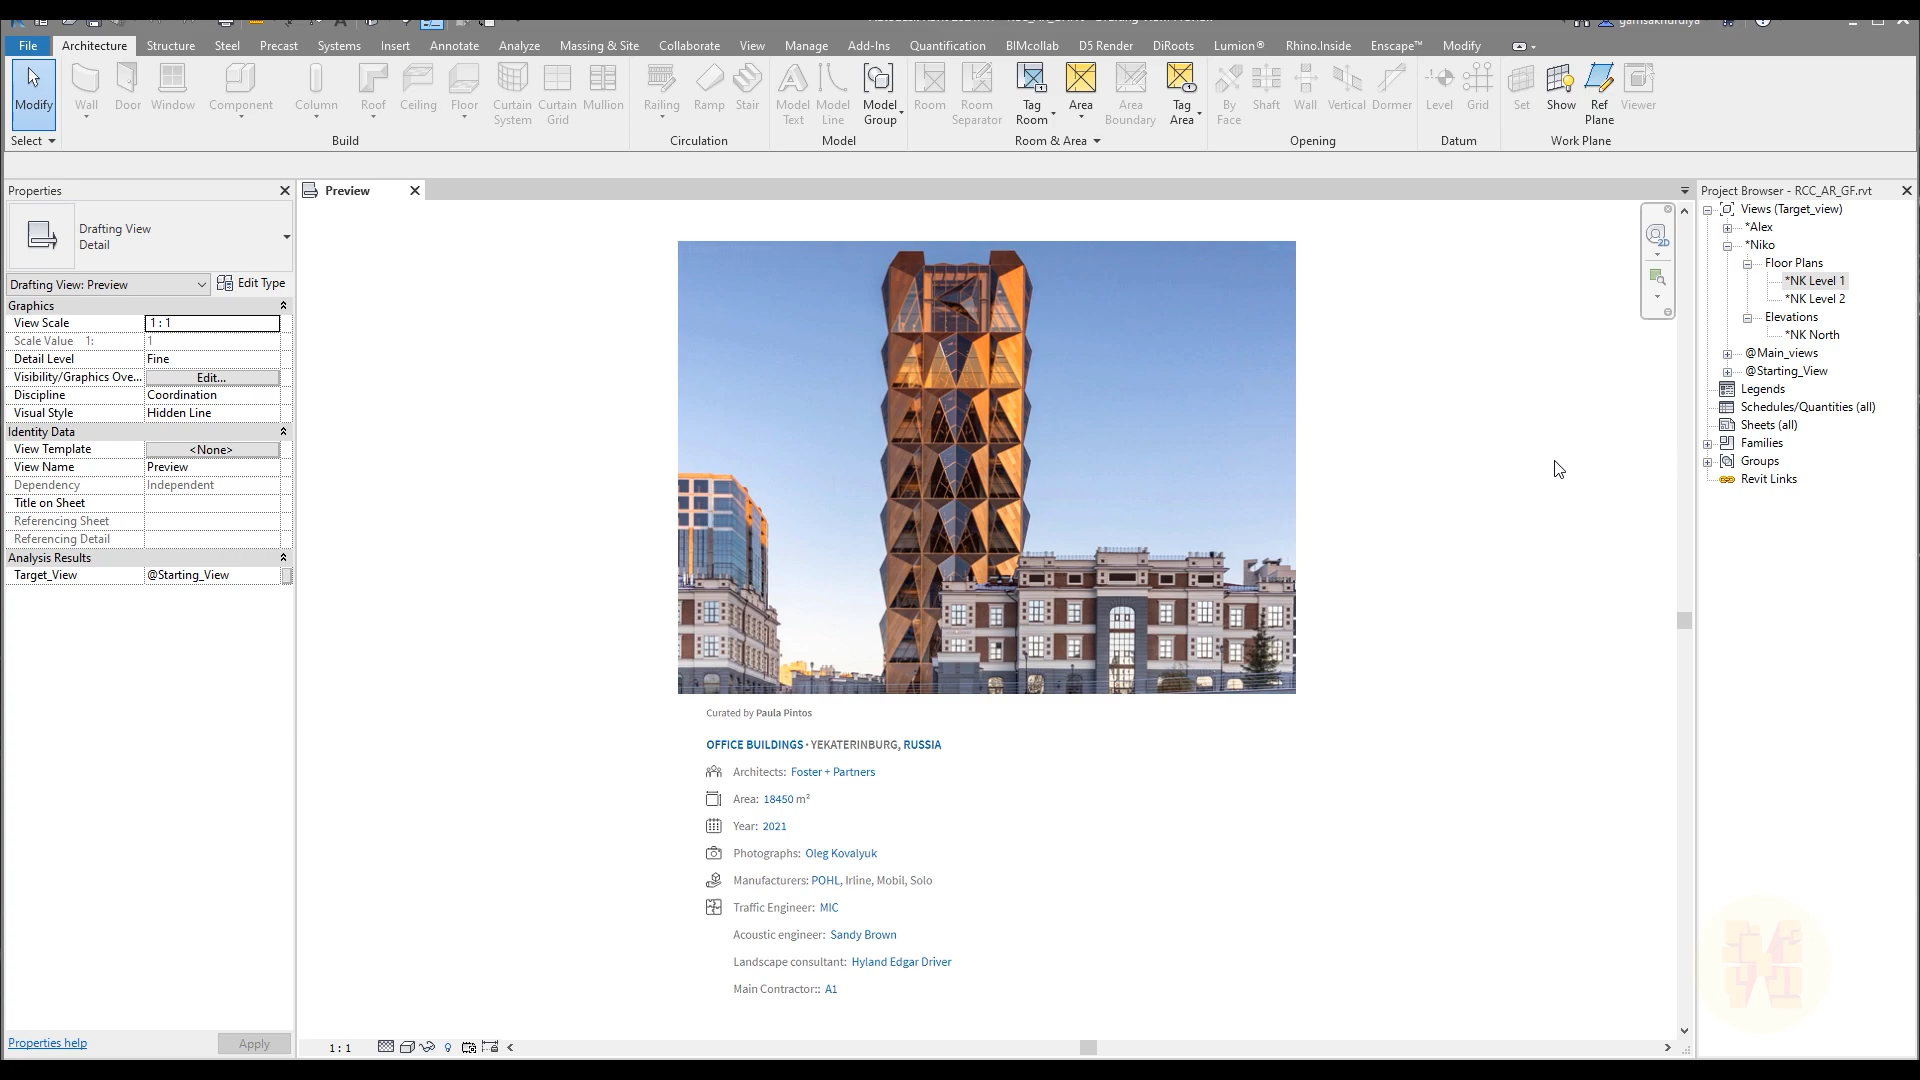 File Architecture Structure Steel Precast Systems Insert Annotate Analyze Massing & Site Collaborate View Manage Add-Ins Quantification BIMcollab D5 Render DiRoots Lumion® Rhino.Inside Enscape™ Modify
Modify Wall Door Window Component Column Roof Ceiling Floor Curtain System Curtain Grid Mullion Railing Ramp Stair Model Text Model Line Model Group Room Room Separator Tag Room Area Area Boundary Tag Area By Face Shaft Wall Vertical Dormer Level Grid Set Show Ref Plane Viewer
Select Build Circulation Model Room & Area Opening Datum Work Plane
Properties
Drafting View
Detail
Drafting View: Preview Edit Type
Graphics
View Scale 1 : 1
Scale Value 1: 1
Detail Level Fine
Visibility/Graphics Ove... Edit...
Discipline Coordination
Visual Style Hidden Line
Identity Data
View Template <None>
View Name Preview
Dependency Independent
Title on Sheet
Referencing Sheet
Referencing Detail
Analysis Results
Target_View @Starting_View
Properties help Apply
Preview
2D
Curated by Paula Pintos
OFFICE BUILDINGS · YEKATERINBURG, RUSSIA
Architects: Foster + Partners
Area: 18450 m²
Year: 2021
Photographs: Oleg Kovalyuk
Manufacturers: POHL, Irline, Mobil, Solo
Traffic Engineer: MIC
Acoustic engineer: Sandy Brown
Landscape consultant: Hyland Edgar Driver
Main Contractor:: A1
1 : 1
Project Browser - RCC_AR_GF.rvt
Views (Target_view)
*Alex
*Niko
Floor Plans
*NK Level 1
*NK Level 2
Elevations
*NK North
@Main_views
@Starting_View
Legends
Schedules/Quantities (all)
Sheets (all)
Families
Groups
Revit Links